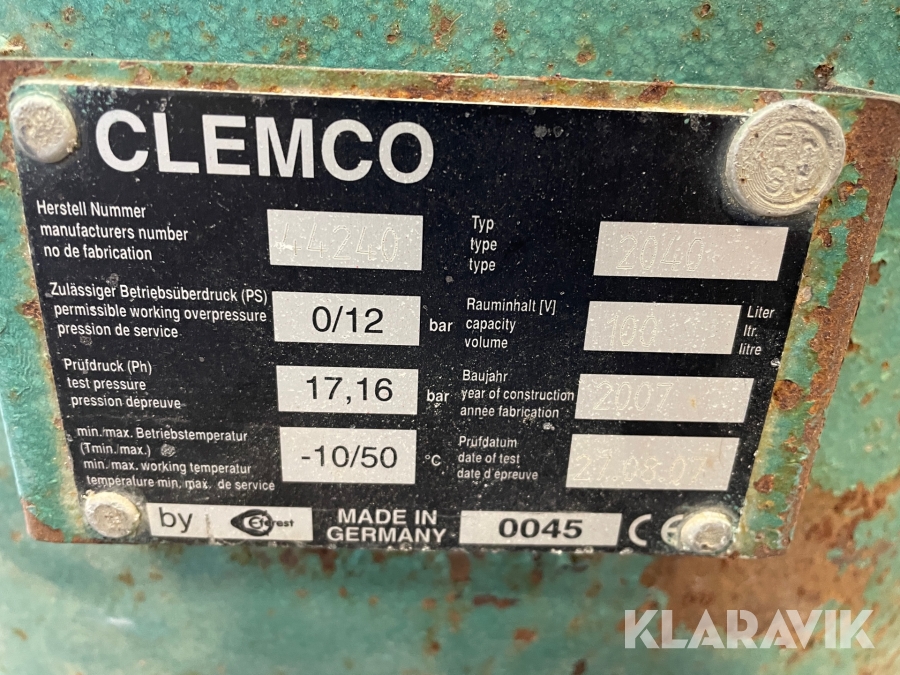 CLEMCO
Herstell Nummer
manufacturers number
no de fabrication
44240
Typ
type
type
2040
Zulässiger Betriebsüberdruck (PS)
permissible working overpressure
pression de service
0/12 bar
Rauminhalt [V]
capacity
volume
100
Liter
ltr.
litre
Prüfdruck (Ph)
test pressure
pression dépreuve
17,16 bar
Baujahr
year of construction
année fabrication
2007
min./max. Betriebstemperatur
(Tmin./max.)
min./max. working temperatur
temperature min./max. de service
-10/50 °C
Prüfdatum
date of test
date d'epreuve
by
MADE IN
GERMANY
0045 CE
KLARAVIK